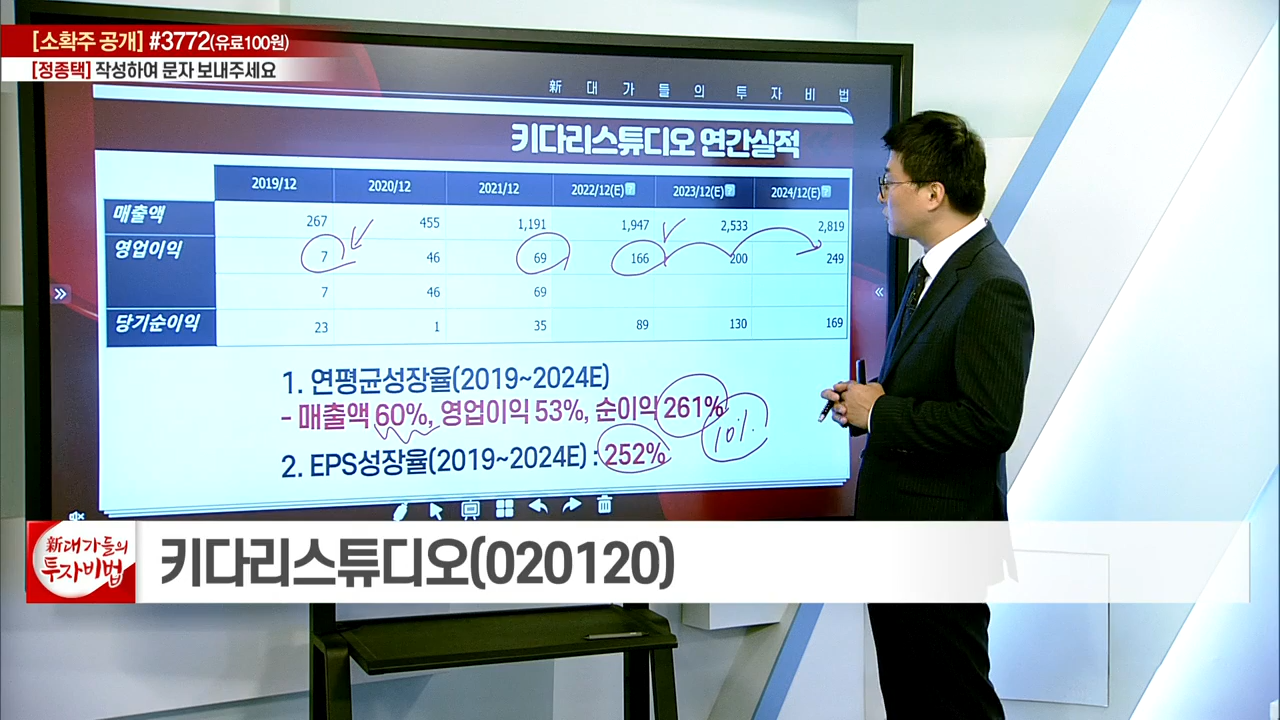 [소확주 공개] #3772(유료100원)
[정종택] 작성하여 문자 보내주세요
新 대 가 들 의 투 자 비 법
키다리스튜디오 연간실적
2019/12 2020/12 2021/12 2022/12(E) 2023/12(E) 2024/12(E)
매출액 267 455 1,191 1,947 2,533 2,819
영업이익 7 46 69 166 200 249
7 46 69
당기순이익 23 1 35 89 130 169
1. 연평균성장율(2019~2024E)
- 매출액 60%, 영업이익 53%, 순이익 261%
10%
2. EPS성장율(2019~2024E) : 252%
新대가들의
투자비법
키다리스튜디오(020120)